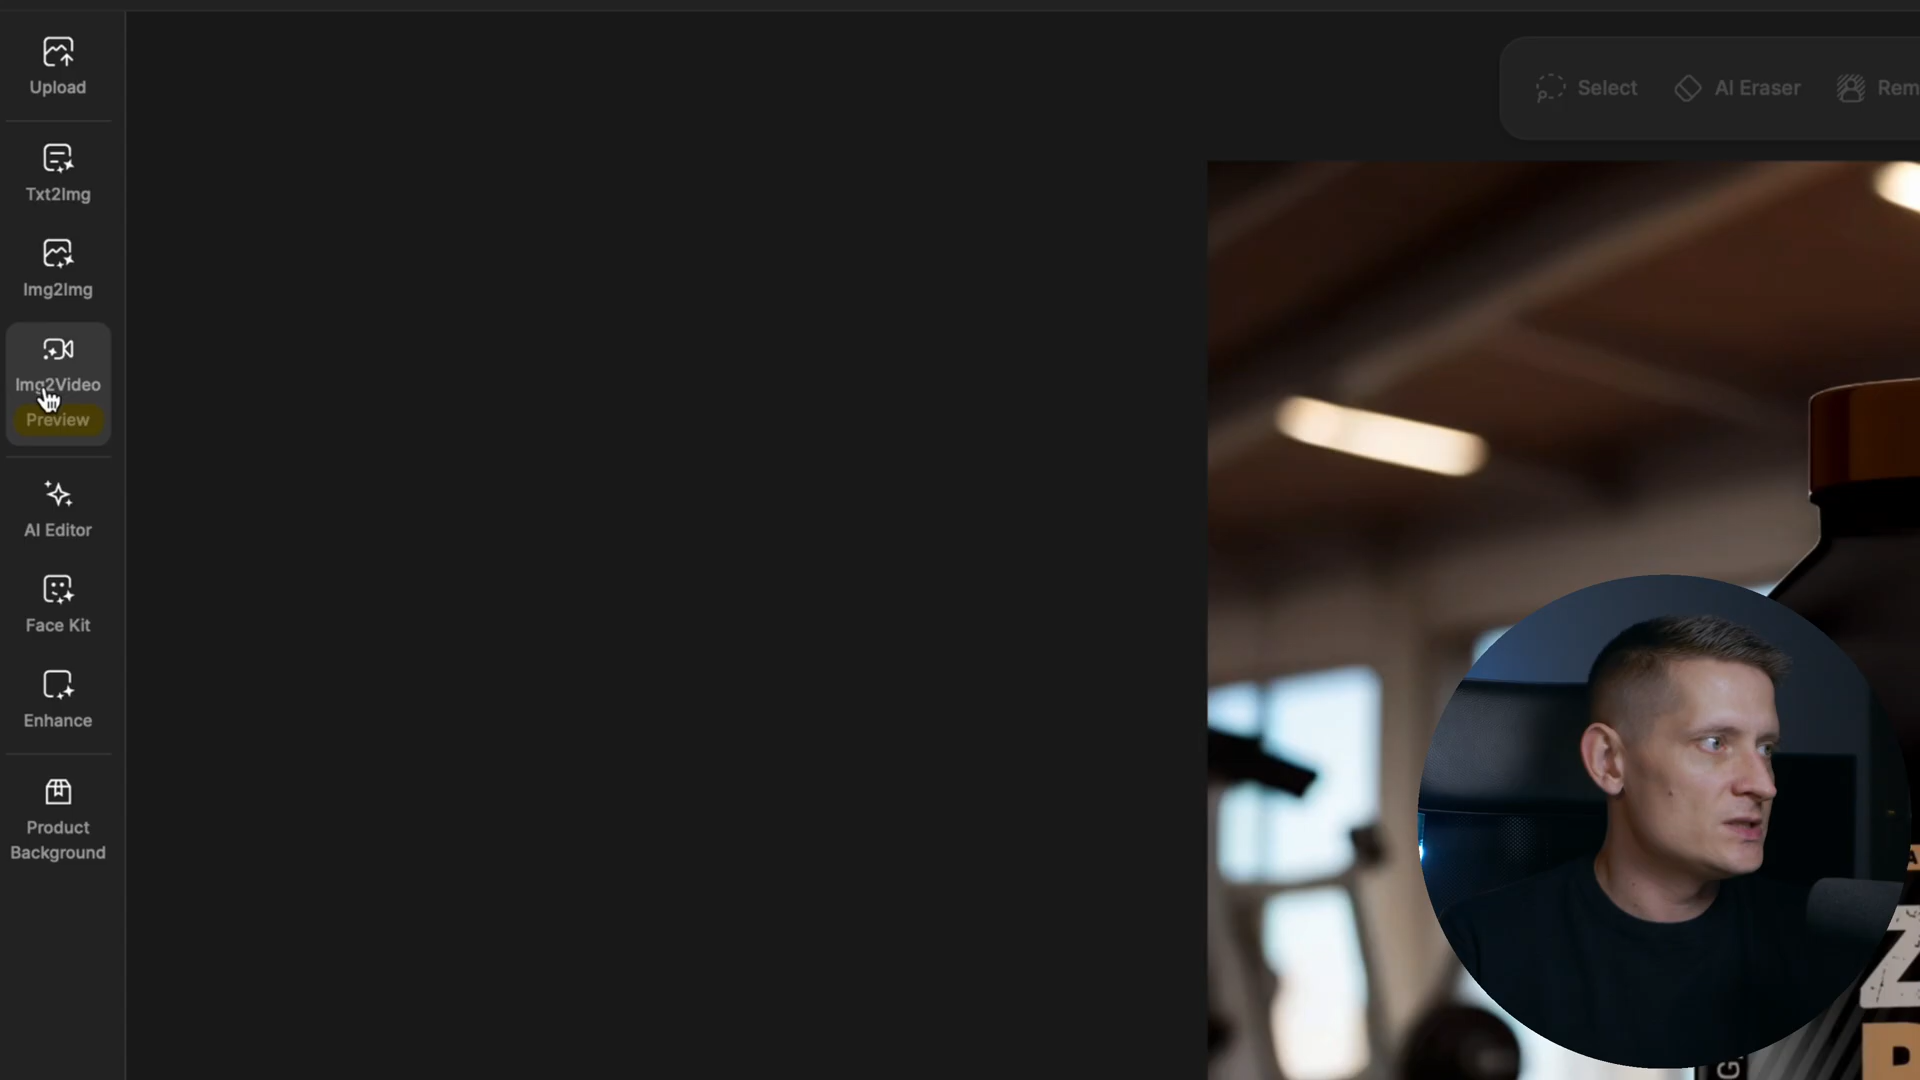 Upload
Select
AI Eraser
Rem
Txt2Img
Img2Img
Img2Video
Preview
AI Editor
Face Kit
Enhance
Product
Background
Z
D
G